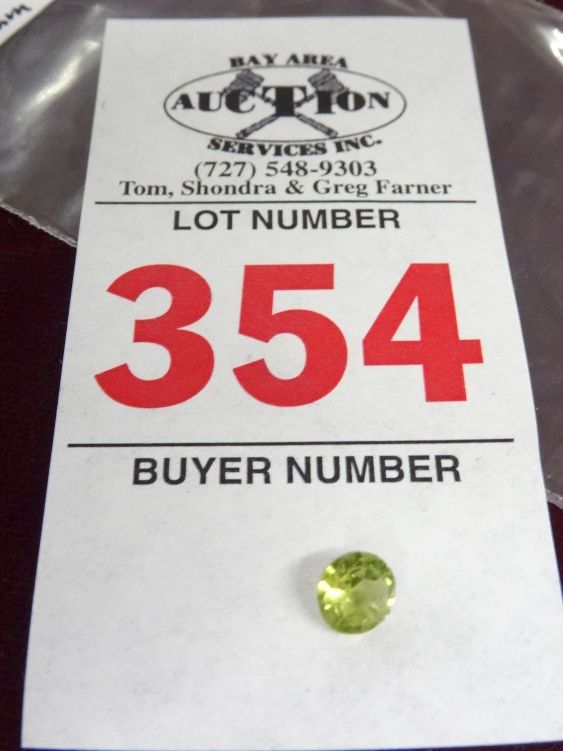 BAY AREA
AUCTION
SERVICES INC.
(727) 548-9303
Tom, Shondra & Greg Farner
LOT NUMBER
354
BUYER NUMBER